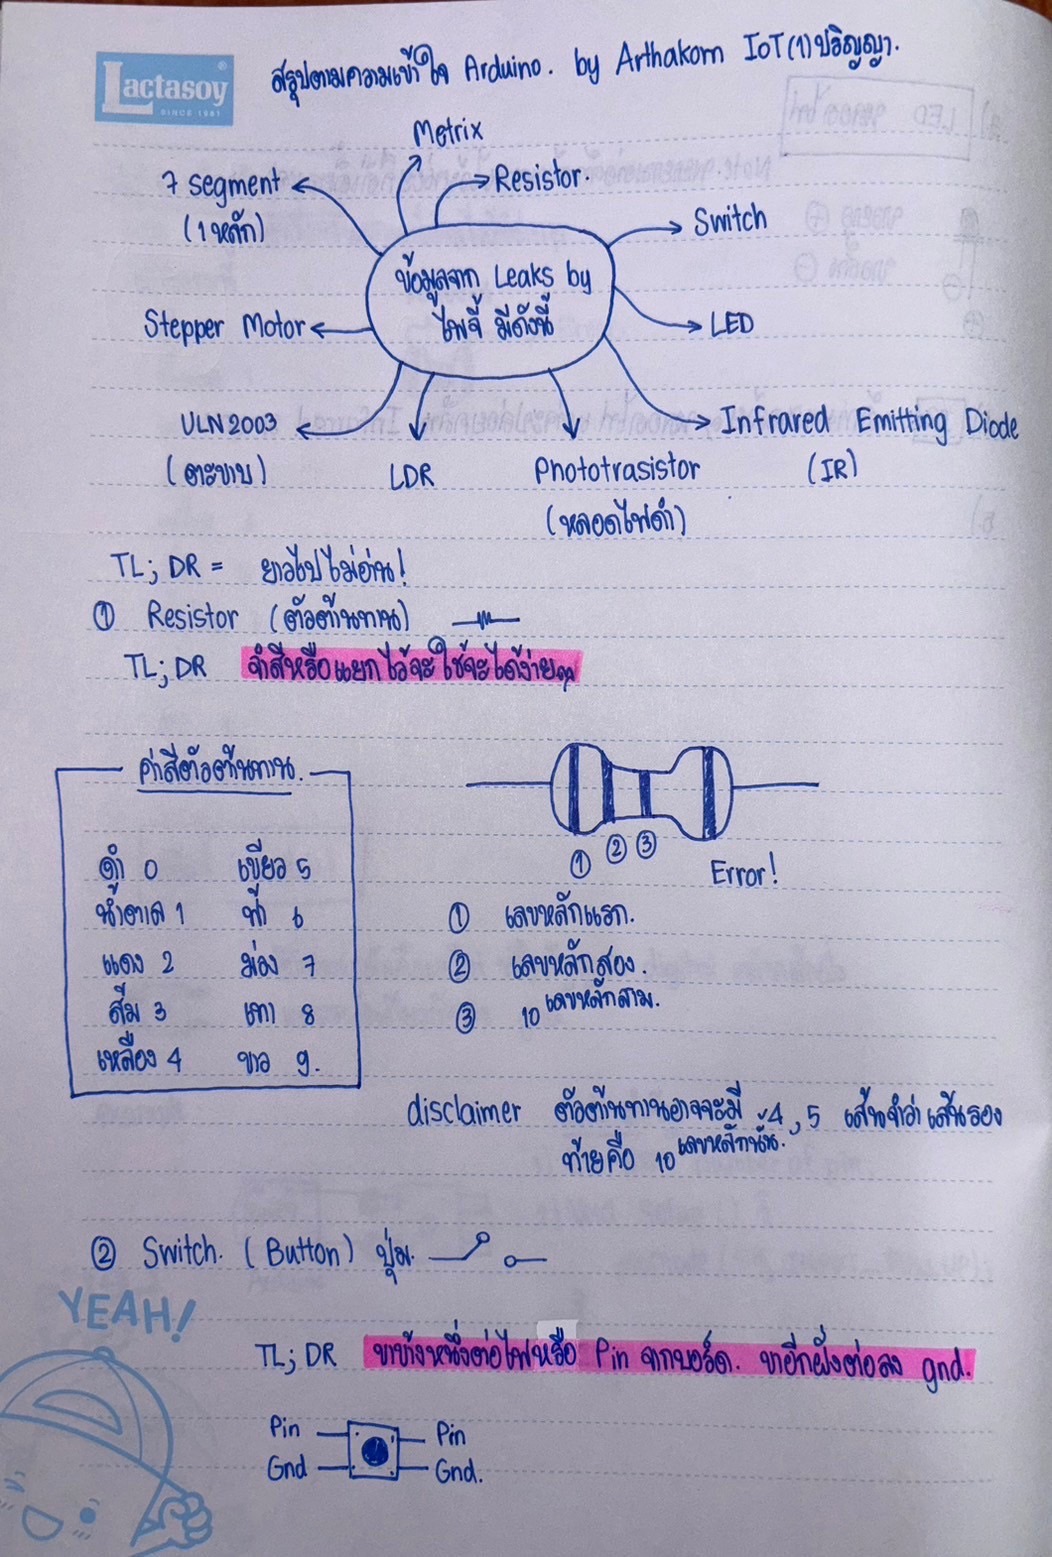 Lactasoy
SINCE 1981
สรุปตามความเข้าใจ Arduino. by Arthakorn IoT(1)ปริญญา.
Metrix
7 segment
(1หลัก)
Resistor.
Switch
ข้อมูลจาก Leaks by
ไพจี้ มีดังนี้
Stepper Motor
LED
ULN2003
(ตะขาบ)
LDR
Phototrasistor
(หลอดไฟดำ)
Infrared Emitting Diode
(IR)
TL; DR = ยาวไปไม่อ่าน!
① Resistor (ตัวต้านทาน)
TL; DR จำสีหรือแยกไว้จะใช้จะได้ง่ายๆ
ค่าสีตัวต้านทาน.
ดำ 0 เขียว 5
น้ำตาล 1 ฟ้า 6
แดง 2 ม่วง 7
ส้ม 3 เทา 8
เหลือง 4 ขาว 9.
① ② ③
Error!
① เลขหลักแรก.
② เลขหลักสอง.
③ 10 เลขหลักสาม.
disclaimer ตัวต้านทานอาจจะมี 4, 5 เส้นจำว่าเส้นรอง
ท้ายคือ 10 เลขหลักนั้น.
② Switch. (Button) ปุ่ม.
YEAH!
TL; DR ขาข้างหนึ่งต่อไฟหรือ Pin จากบอร์ด. ขาอีกฝั่งต่อลง gnd.
Pin Pin
Gnd Gnd.